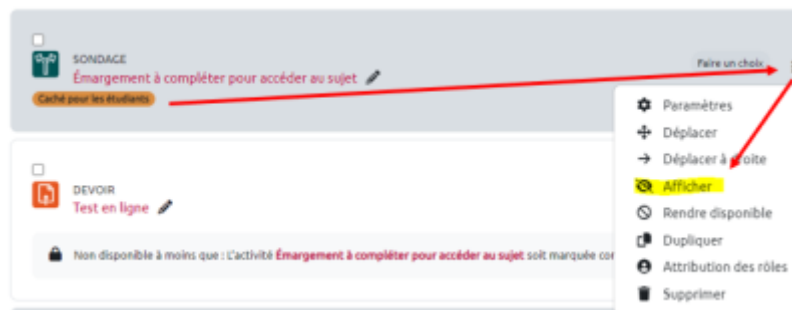 SONDAGE
Émargement à compléter pour accéder au sujet
Faire un choix
Caché pour les étudiants
Paramètres
Déplacer
Déplacer à droite
Afficher
Rendre disponible
Dupliquer
Attribution des rôles
Supprimer
DEVOIR
Test en ligne
Non disponible à moins que : L'activité Émargement à compléter pour accéder au sujet soit marquée co